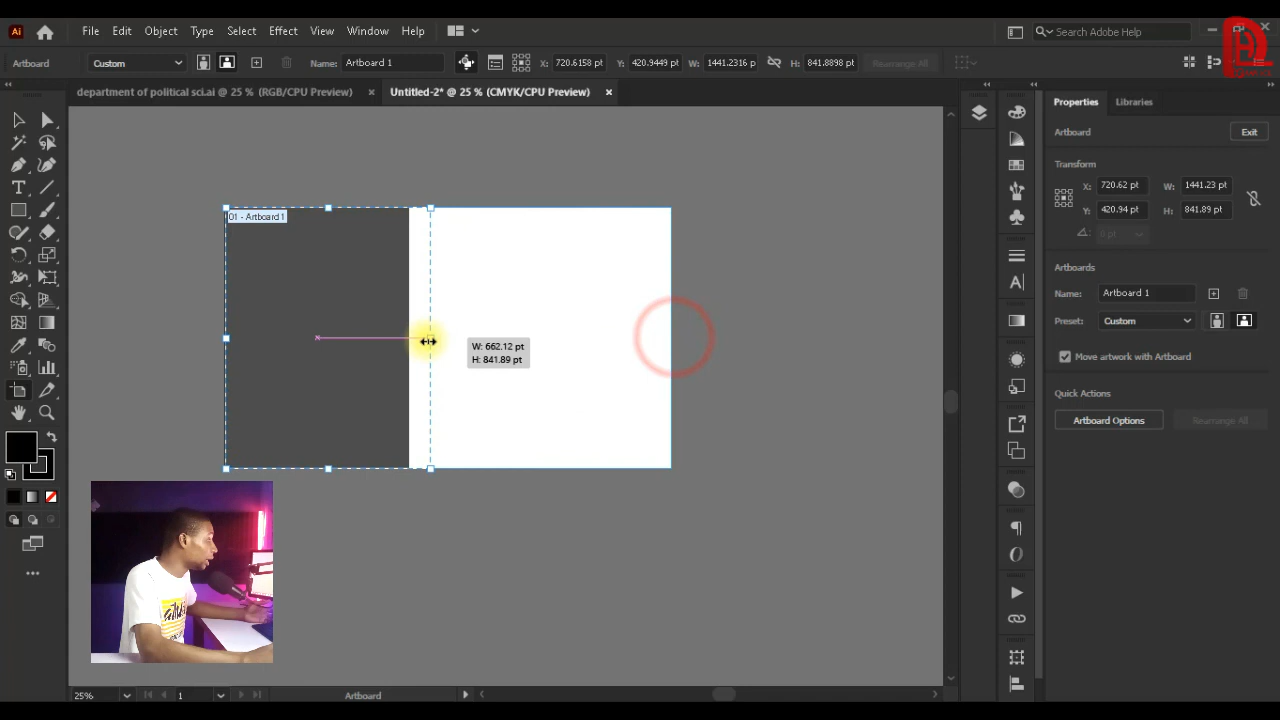 Ai File Edit Object Type Select Effect View Window Help Search Adobe Help
Artboard Custom Name: Artboard 1 X: 720.6158 pt Y: 420.9449 pt W: 1441.2316 p H: 841.8898 pt Rearrange All
department of political sci.ai @ 25 % (RGB/CPU Preview) × Untitled-2* @ 25 % (CMYK/CPU Preview) ×
Properties Libraries
Artboard Exit
Transform
X: 720.62 pt W: 1441.23 pt
Y: 420.94 pt H: 841.89 pt
0 pt
01 - Artboard 1
Artboards
Name: Artboard 1
Preset: Custom
W: 662.12 pt
H: 841.89 pt
Move artwork with Artboard
Quick Actions
Artboard Options Rearrange All
25% 1 Artboard